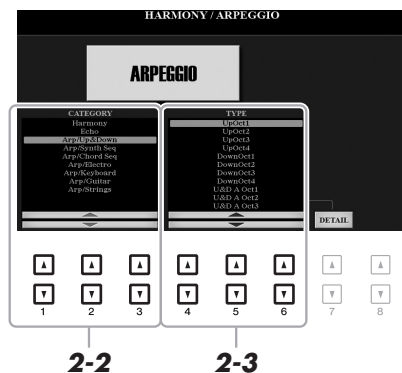 HARMONY / ARPEGGIO
ARPEGGIO
CATEGORY
Harmony
Echo
Arp/Up&Down
Arp/Synth Seq
Arp/Chord Seq
Arp/Electro
Arp/Keyboard
Arp/Guitar
Arp/Strings
TYPE
UpOct1
UpOct2
UpOct3
UpOct4
DownOct1
DownOct2
DownOct3
DownOct4
U&D A Oct1
U&D A Oct2
U&D A Oct3
DETAIL
1 2 3 4 5 6 7 8
2-2 2-3